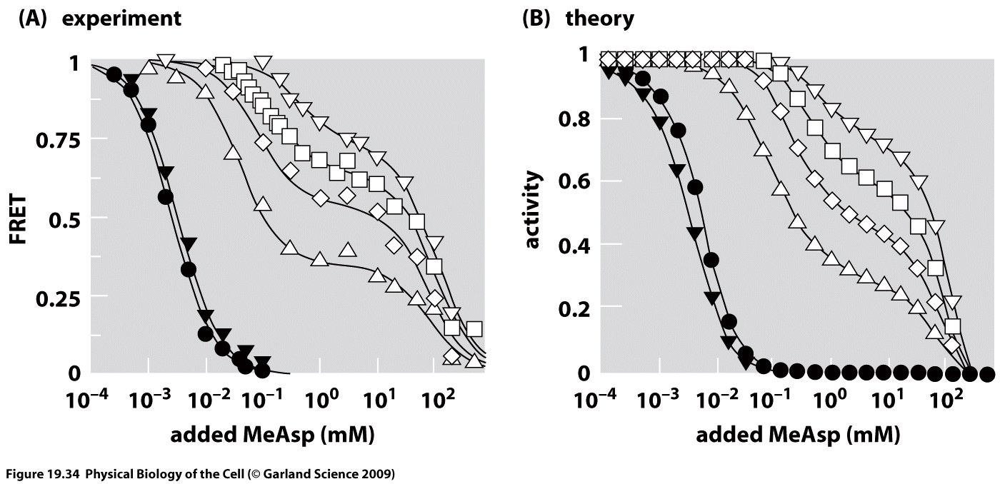 (A) experiment
1
0.75
0.5
0.25
0
FRET
10⁻⁴ 10⁻³ 10⁻² 10⁻¹ 10⁰ 10¹ 10²
added MeAsp (mM)
(B) theory
1
0.8
0.6
0.4
0.2
0
activity
10⁻⁴ 10⁻³ 10⁻² 10⁻¹ 10⁰ 10¹ 10²
added MeAsp (mM)
Figure 19.34 Physical Biology of the Cell (© Garland Science 2009)